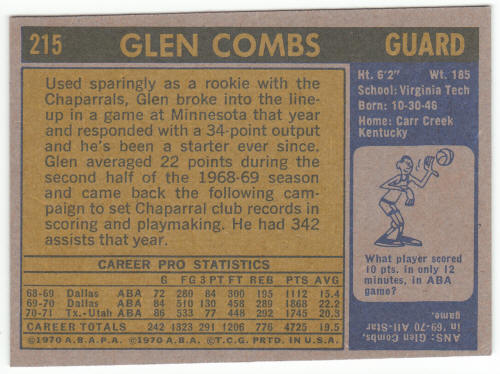 215 GLEN COMBS GUARD
Used sparingly as a rookie with the
Chaparrals, Glen broke into the line-
up in a game at Minnesota that year
and responded with a 34-point output
and he's been a starter ever since.
Glen averaged 22 points during the
second half of the 1968-69 season
and came back the following cam-
paign to set Chaparral club records in
scoring and playmaking. He had 342
assists that year.
CAREER PRO STATISTICS
G FG 3 PT FT REB PTS AVG
68-69 Dallas ABA 72 280 84 300 195 1112 15.4
69-70 Dallas ABA 84 510 130 458 289 1868 22.2
70-71 Tx.-Utah ABA 86 533 77 448 292 1745 20.3
CAREER TOTALS 242 1323 291 1206 776 4725 19.5
©1970 A.B.A.P.A. ©1970 A.B.A. ©T.C.G. PRTD. IN U.S.A.
Ht. 6'2" Wt. 185
School: Virginia Tech
Born: 10-30-46
Home: Carr Creek
Kentucky
What player scored
10 pts. in only 12
minutes, in ABA
game?
ANS: Glen Combs,
in '69-70 All-Star
game.